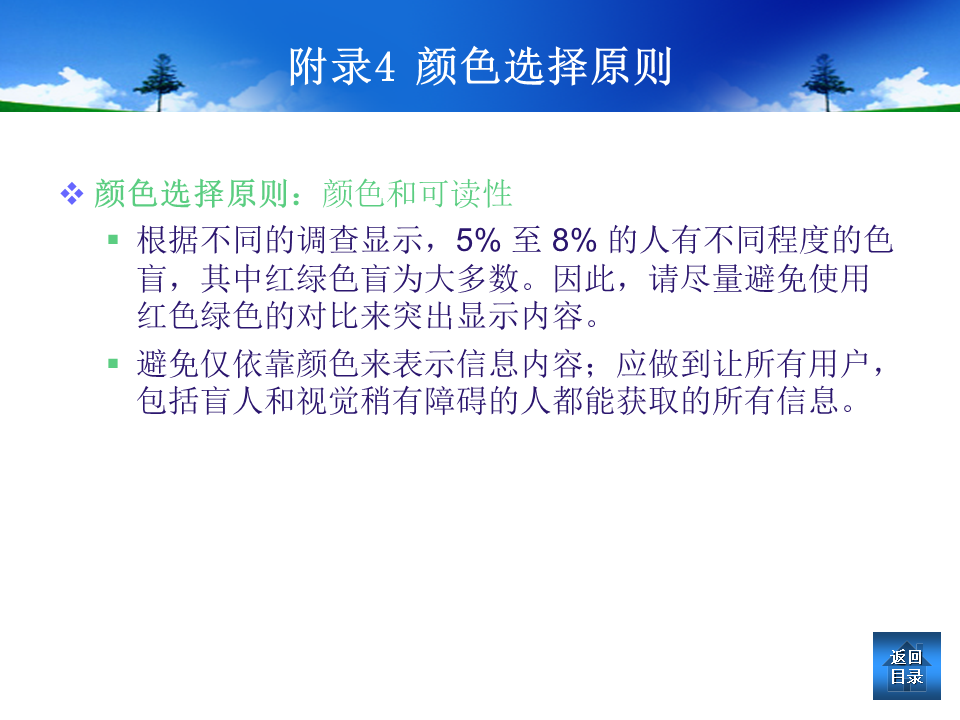 附录4 颜色选择原则
颜色选择原则：颜色和可读性
根据不同的调查显示，5% 至 8% 的人有不同程度的色
盲，其中红绿色盲为大多数。因此，请尽量避免使用
红色绿色的对比来突出显示内容。
避免仅依靠颜色来表示信息内容；应做到让所有用户，
包括盲人和视觉稍有障碍的人都能获取的所有信息。
返回
目录